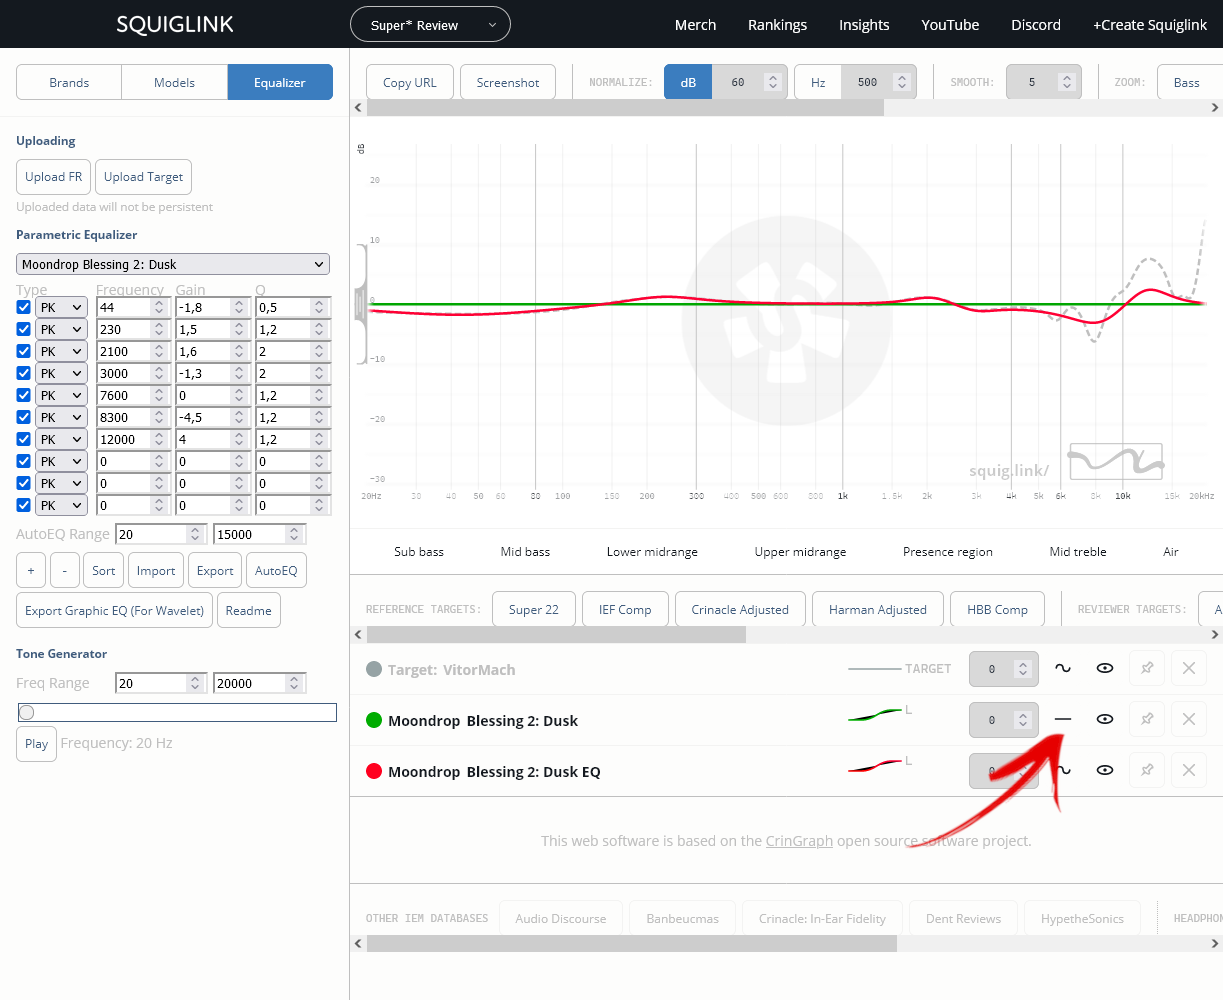 SQUIGLINK Super* Review Merch Rankings Insights YouTube Discord +Create Squiglink
Brands Models Equalizer
Copy URL Screenshot NORMALIZE: dB 60 Hz 500 SMOOTH: 5 ZOOM: Bass
Uploading
Upload FR Upload Target
Uploaded data will not be persistent
Parametric Equalizer
Moondrop Blessing 2: Dusk
Type Frequency Gain Q
PK 44 -1,8 0,5
PK 230 1,5 1,2
PK 2100 1,6 2
PK 3000 -1,3 2
PK 7600 0 1,2
PK 8300 -4,5 1,2
PK 12000 4 1,2
PK 0 0 0
PK 0 0 0
PK 0 0 0
AutoEQ Range 20 15000
+ - Sort Import Export AutoEQ
Export Graphic EQ (For Wavelet) Readme
Tone Generator
Freq Range 20 20000
Play Frequency: 20 Hz
dB
20
10
0
-10
-20
-30
squig.link/
20Hz 30 40 50 60 80 100 150 200 300 400 500 600 800 1k 1.5k 2k 3k 4k 5k 6k 8k 10k 15k 20kHz
Sub bass Mid bass Lower midrange Upper midrange Presence region Mid treble Air
REFERENCE TARGETS: Super 22 IEF Comp Crinacle Adjusted Harman Adjusted HBB Comp REVIEWER TARGETS: A
Target: VitorMach TARGET 0
Moondrop Blessing 2: Dusk L 0
Moondrop Blessing 2: Dusk EQ L 0
This web software is based on the CrinGraph open source software project.
OTHER IEM DATABASES Audio Discourse Banbeucmas Crinacle: In-Ear Fidelity Dent Reviews HypetheSonics HEADPHON